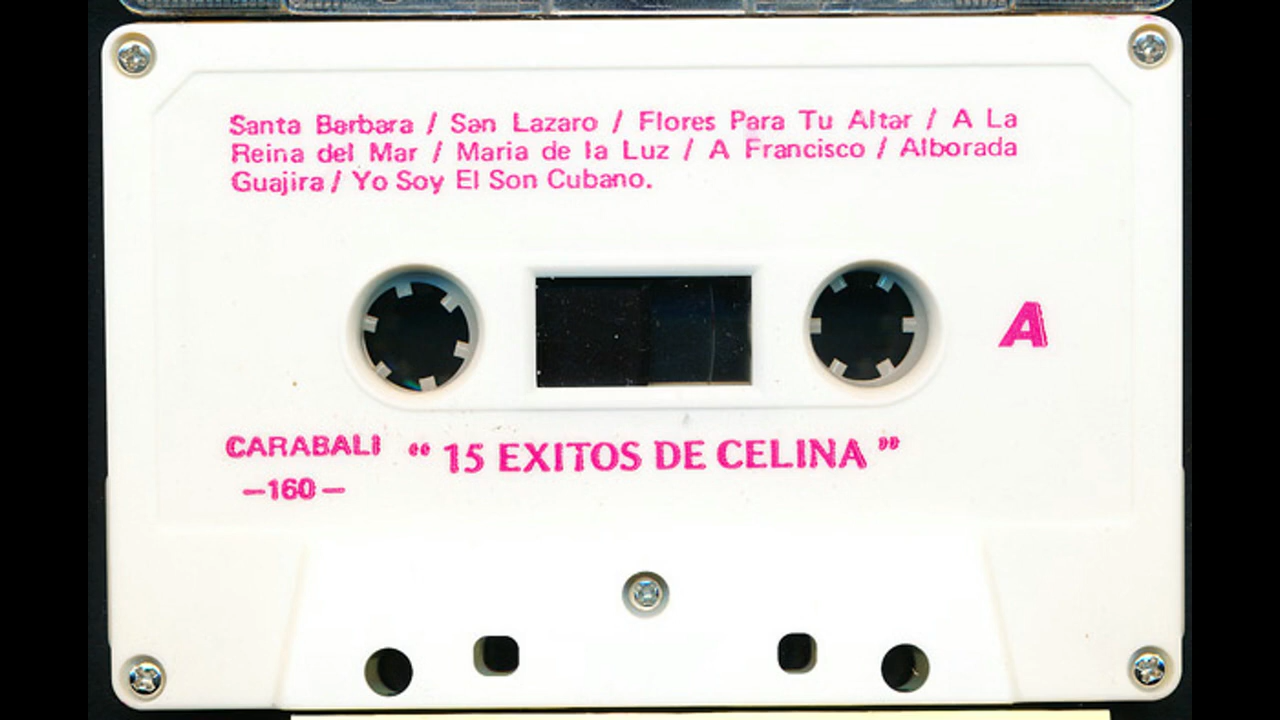 Santa Barbara / San Lazaro / Flores Para Tu Altar / A La
Reina del Mar / Maria de la Luz / A Francisco / Alborada
Guajira / Yo Soy El Son Cubano.
A
CARABALI “ 15 EXITOS DE CELINA ”
—160—